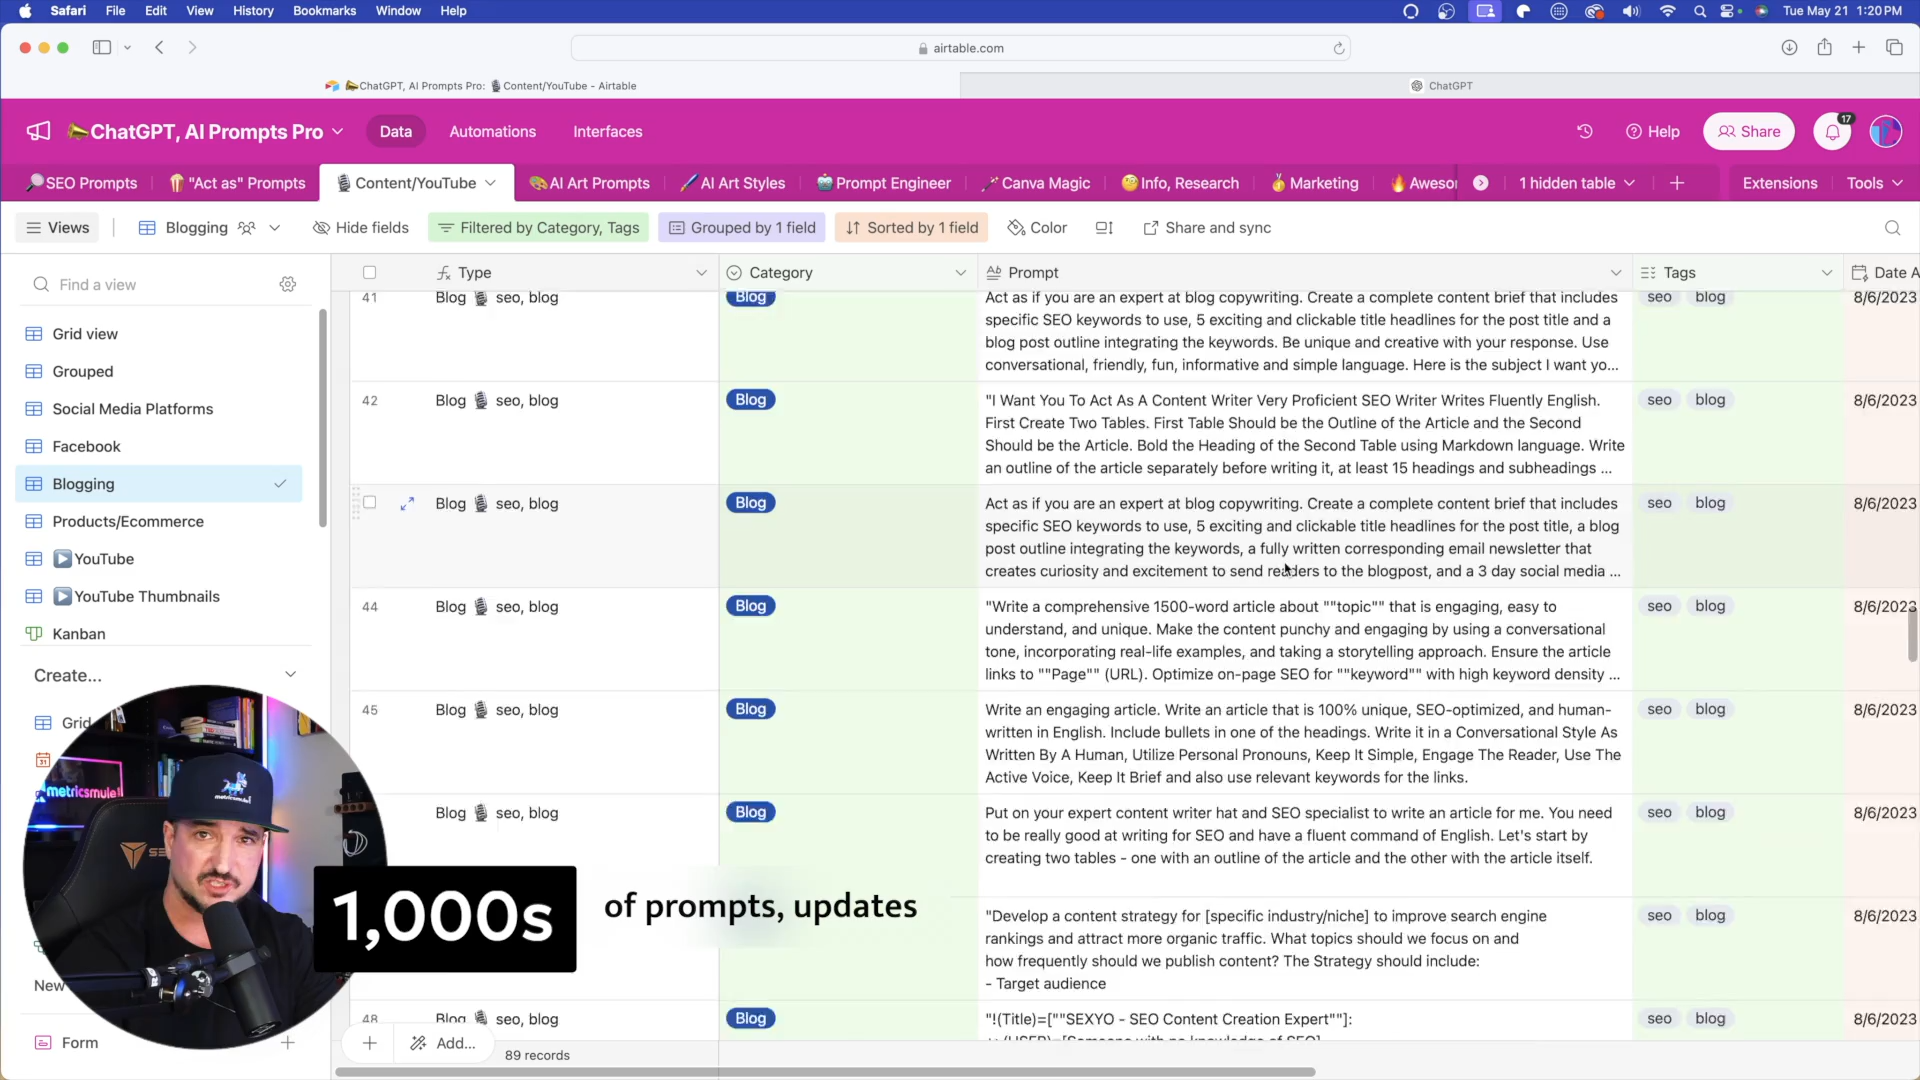 Safari File Edit View History Bookmarks Window Help Tue May 21 1:20 PM
airtable.com
ChatGPT, AI Prompts Pro: Content/YouTube - Airtable ChatGPT
ChatGPT, AI Prompts Pro Data Automations Interfaces Help Share 17
SEO Prompts "Act as" Prompts Content/YouTube AI Art Prompts AI Art Styles Prompt Engineer Canva Magic Info, Research Marketing Aweso 1 hidden table Extensions Tools
Views Blogging Hide fields Filtered by Category, Tags Grouped by 1 field Sorted by 1 field Color Share and sync
Find a view
Grid view
Grouped
Social Media Platforms
Facebook
Blogging
Products/Ecommerce
YouTube
YouTube Thumbnails
Kanban
Create...
Grid
31
New
Form
Type Category Prompt Tags Date A
41 Blog seo, blog Blog Act as if you are an expert at blog copywriting. Create a complete content brief that includes seo blog 8/6/2023
specific SEO keywords to use, 5 exciting and clickable title headlines for the post title and a
blog post outline integrating the keywords. Be unique and creative with your response. Use
conversational, friendly, fun, informative and simple language. Here is the subject I want yo...
42 Blog seo, blog Blog "I Want You To Act As A Content Writer Very Proficient SEO Writer Writes Fluently English. seo blog 8/6/2023
First Create Two Tables. First Table Should be the Outline of the Article and the Second
Should be the Article. Bold the Heading of the Second Table using Markdown language. Write
an outline of the article separately before writing it, at least 15 headings and subheadings ...
Blog seo, blog Blog Act as if you are an expert at blog copywriting. Create a complete content brief that includes seo blog 8/6/2023
specific SEO keywords to use, 5 exciting and clickable title headlines for the post title, a blog
post outline integrating the keywords, a fully written corresponding email newsletter that
creates curiosity and excitement to send readers to the blogpost, and a 3 day social media ...
44 Blog seo, blog Blog "Write a comprehensive 1500-word article about ""topic"" that is engaging, easy to seo blog 8/6/2023
understand, and unique. Make the content punchy and engaging by using a conversational
tone, incorporating real-life examples, and taking a storytelling approach. Ensure the article
links to ""Page"" (URL). Optimize on-page SEO for ""keyword"" with high keyword density ...
45 Blog seo, blog Blog Write an engaging article. Write an article that is 100% unique, SEO-optimized, and human- seo blog 8/6/2023
written in English. Include bullets in one of the headings. Write it in a Conversational Style As
Written By A Human, Utilize Personal Pronouns, Keep It Simple, Engage The Reader, Use The
Active Voice, Keep It Brief and also use relevant keywords for the links.
Blog seo, blog Blog Put on your expert content writer hat and SEO specialist to write an article for me. You need seo blog 8/6/2023
to be really good at writing for SEO and have a fluent command of English. Let's start by
creating two tables - one with an outline of the article and the other with the article itself.
"Develop a content strategy for [specific industry/niche] to improve search engine seo blog 8/6/2023
rankings and attract more organic traffic. What topics should we focus on and
how frequently should we publish content? The Strategy should include:
- Target audience
48 Blog seo, blog Blog "!(Title)=[""SEXYO - SEO Content Creation Expert""]: seo blog 8/6/2023
Add... 89 records
metricsmule
metricsmule
1,000s of prompts, updates